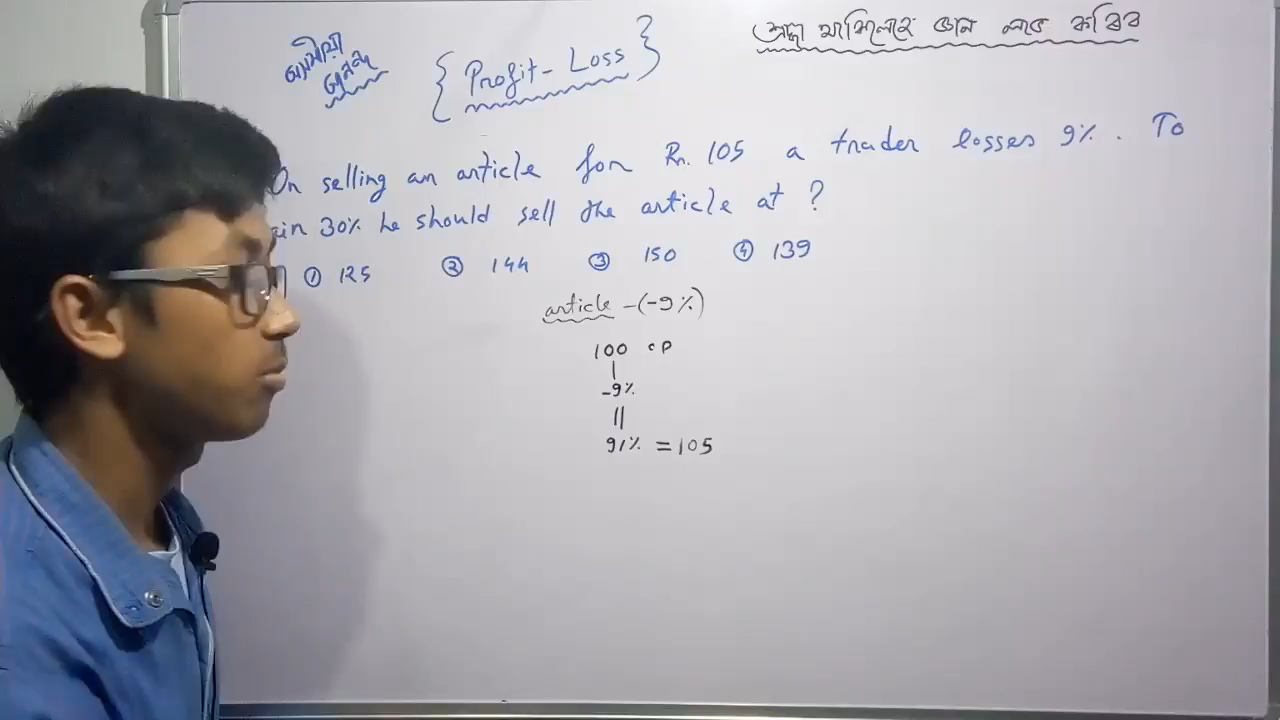 { Profit - Loss }
On selling an article for Rs. 105 a trader losses 9%. To
ain 30% he should sell the article at ?
① 125 ② 144 ③ 150 ④ 139
article - (-9%)
100 CP
-9%
||
91% = 105